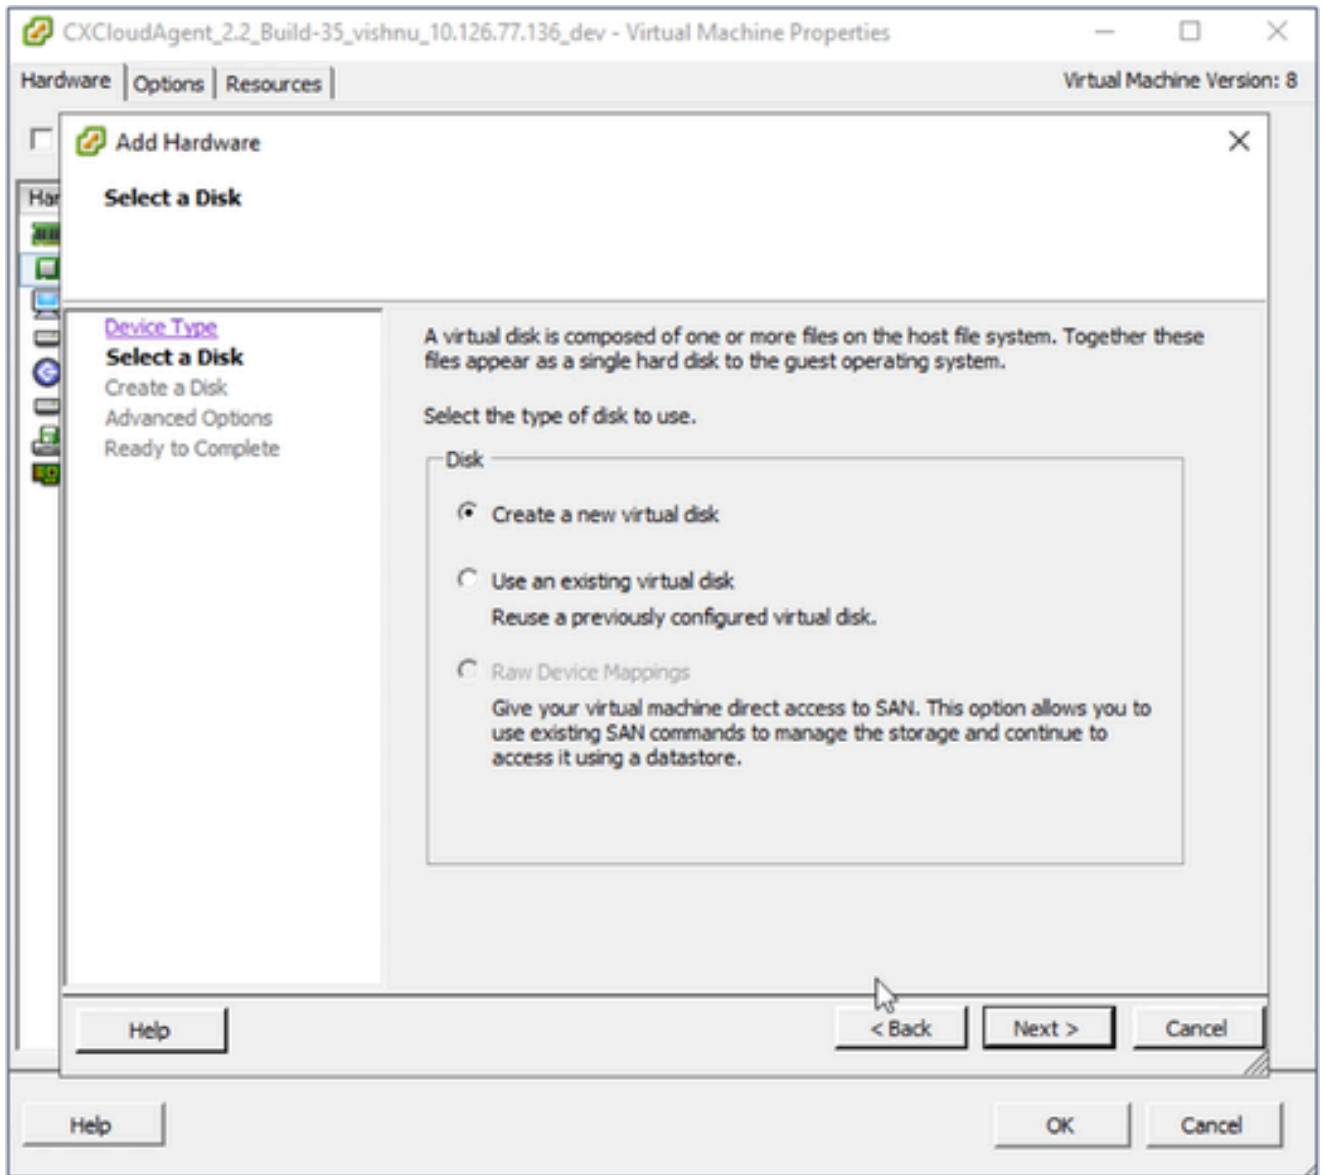 CXCloudAgent_2.2_Build-35_vishnu_10.126.77.136_dev - Virtual Machine Properties
Hardware Options Resources Virtual Machine Version: 8
Add Hardware
Select a Disk
Har
Device Type
Select a Disk
Create a Disk
Advanced Options
Ready to Complete
A virtual disk is composed of one or more files on the host file system. Together these
files appear as a single hard disk to the guest operating system.
Select the type of disk to use.
Disk
Create a new virtual disk
Use an existing virtual disk
Reuse a previously configured virtual disk.
Raw Device Mappings
Give your virtual machine direct access to SAN. This option allows you to
use existing SAN commands to manage the storage and continue to
access it using a datastore.
Help < Back Next > Cancel
Help OK Cancel